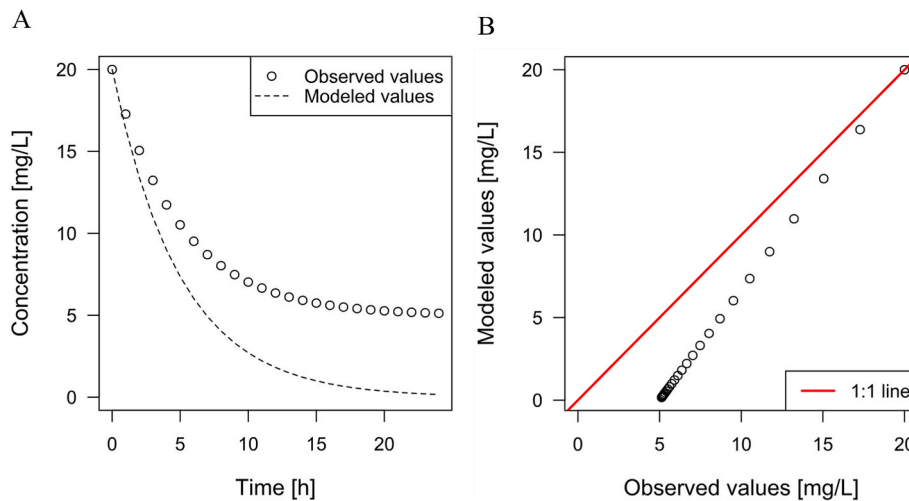 A
Concentration [mg/L]
20
15
10
5
0
Observed values
Modeled values
0
5
10
15
20
Time [h]
B
Modeled values [mg/L]
20
15
10
5
0
1:1 line
0
5
10
15
20
Observed values [mg/L]